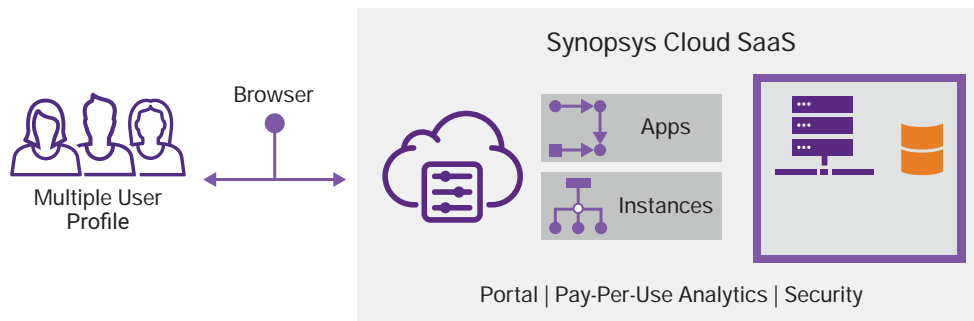 Synopsys Cloud SaaS
Browser
Apps
Multiple User
Profile
Instances
Portal | Pay-Per-Use Analytics | Security